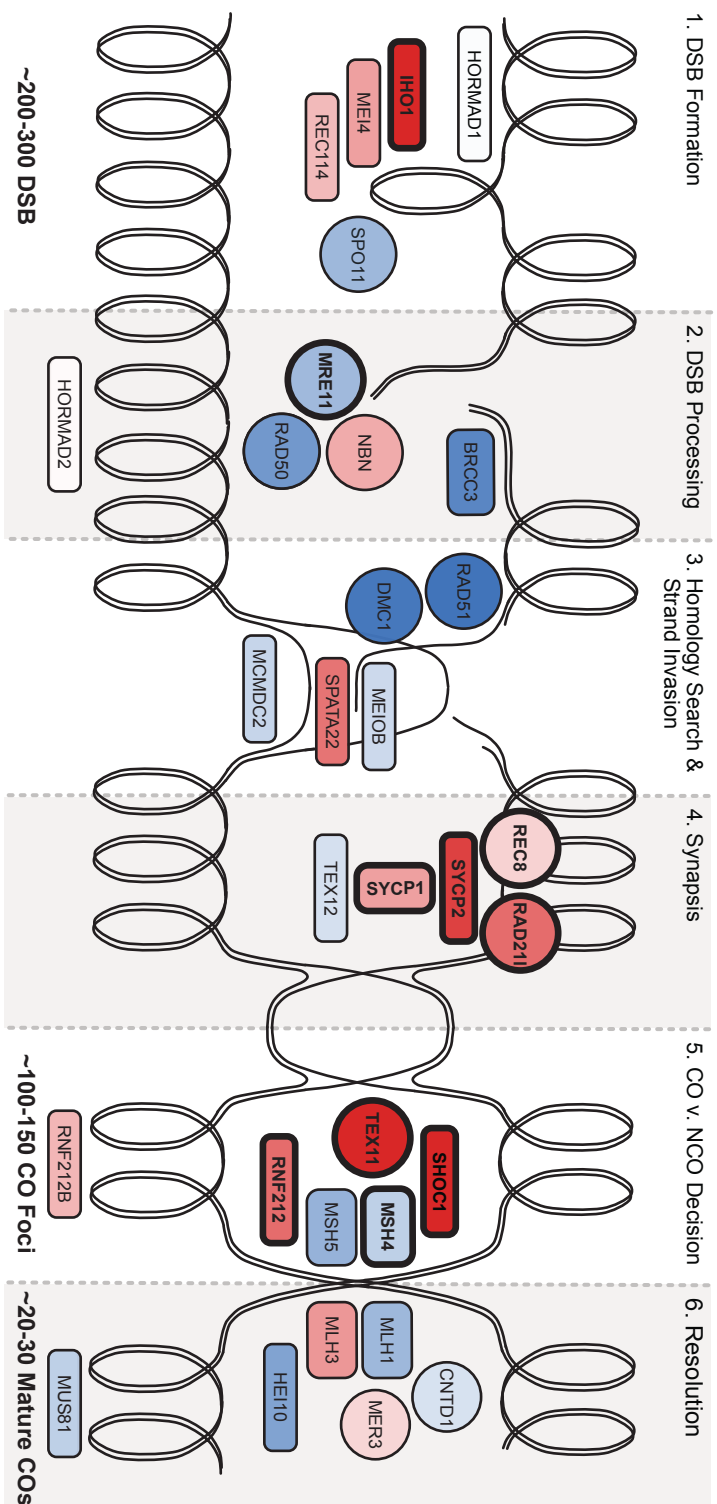 1. DSB Formation
HORMAD1
IHO1
MEI4
REC114
SPO11
~200-300 DSB
2. DSB Processing
BRCC3
MRE11
NBN
RAD50
HORMAD2
3. Homology Search &
Strand Invasion
RAD51
DMC1
MEIOB
SPATA22
MCMDC2
4. Synapsis
REC8
RAD21l
SYCP2
SYCP1
TEX12
5. CO v. NCO Decision
SHOC1
TEX11
MSH4
MSH5
RNF212
RNF212B
~100-150 CO Foci
6. Resolution
CNTD1
MLH1
MER3
MLH3
HEI10
MUS81
~20-30 Mature COs